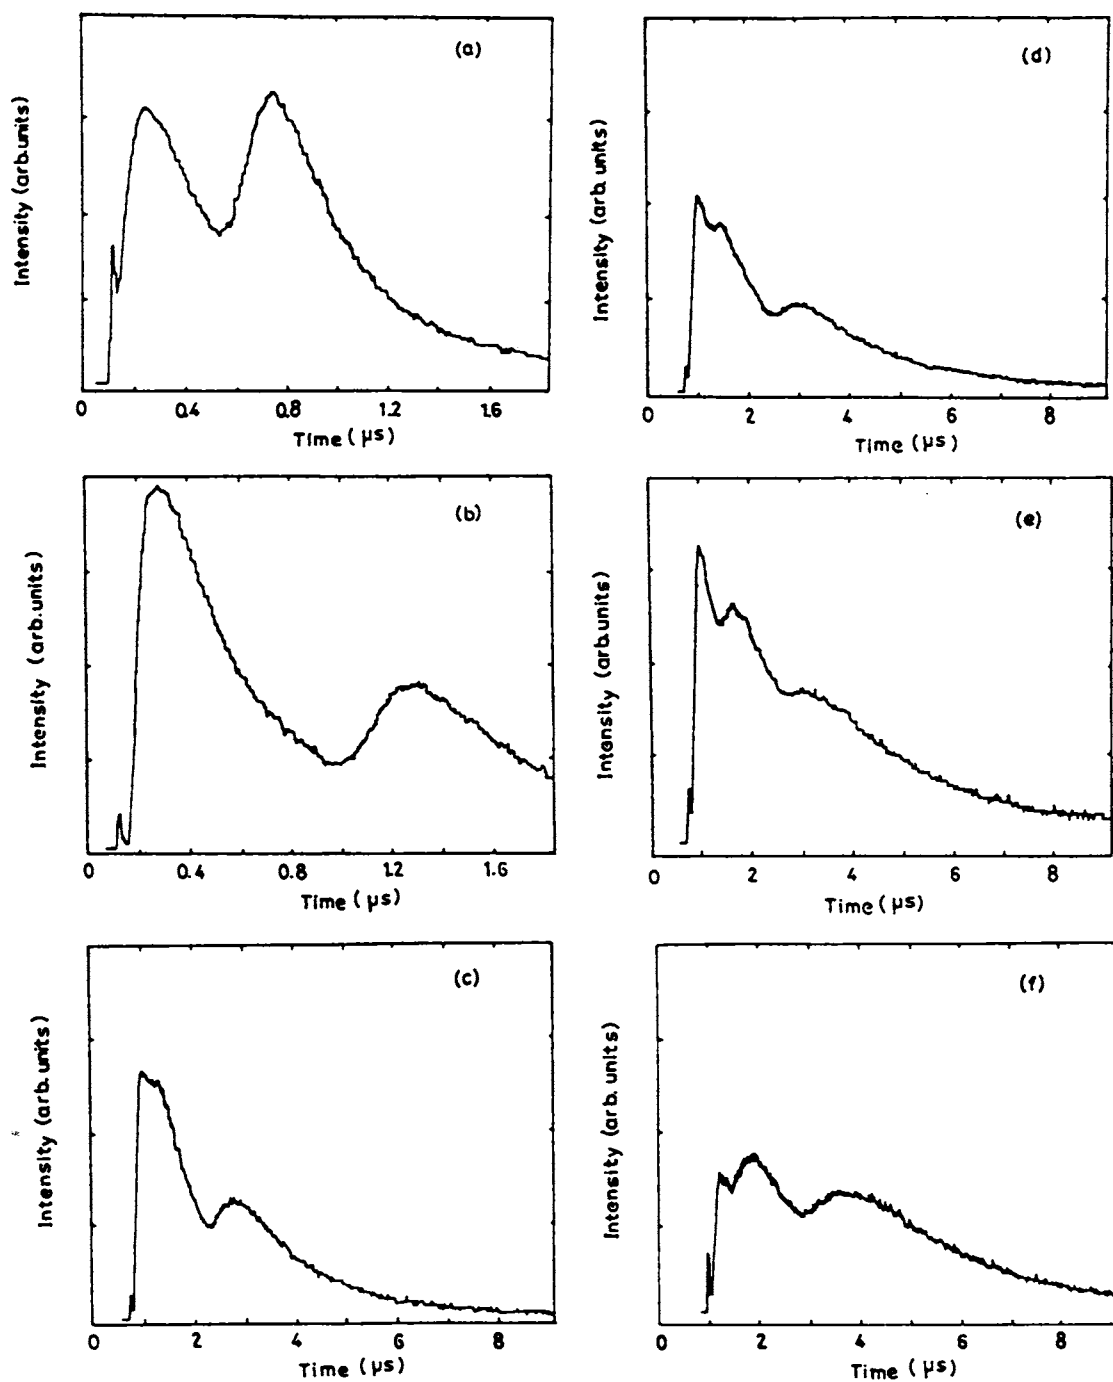 (a)
Intensity (arb.units)
0 0.4 0.8 1.2 1.6
Time (μs)
(b)
Intensity (arb.units)
0 0.4 0.8 1.2 1.6
Time (μs)
(c)
Intensity (arb. units)
0 2 4 6 8
Time (μs)
(d)
Intensity (arb. units)
0 2 4 6 8
Time (μs)
(e)
Intensity (arb.units)
0 2 4 6 8
Time (μs)
(f)
Intensity (arb. units)
0 2 4 6 8
Time (μs)